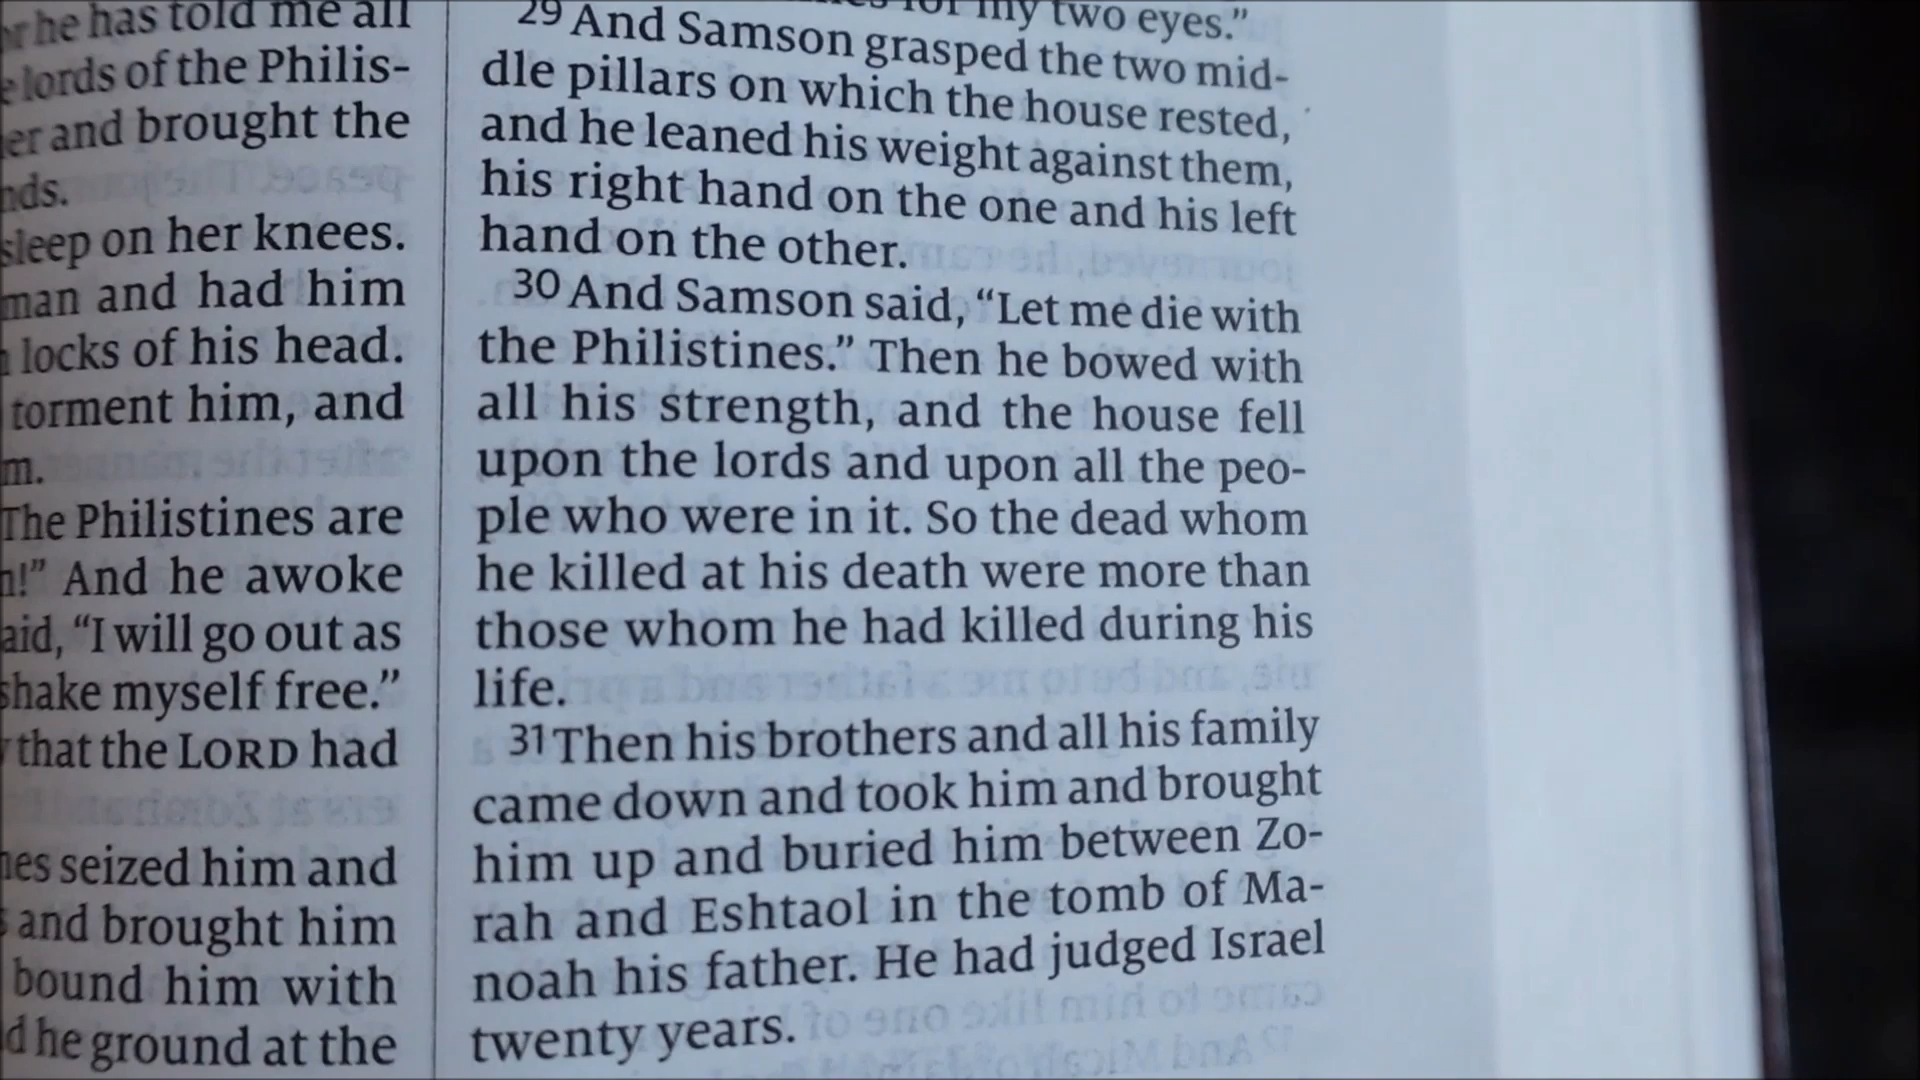 he has told me all
lords of the Philis-
and brought the
sleep on her knees.
man and had him
locks of his head.
torment him, and
The Philistines are
And he awoke
"I will go out as
shake myself free."
that the LORD had
seized him and
and brought him
bound him with
he ground at the
for my two eyes."
29 And Samson grasped the two mid-
dle pillars on which the house rested,
and he leaned his weight against them,
his right hand on the one and his left
hand on the other.
30 And Samson said, "Let me die with
the Philistines." Then he bowed with
all his strength, and the house fell
upon the lords and upon all the peo-
ple who were in it. So the dead whom
he killed at his death were more than
those whom he had killed during his
life.
31 Then his brothers and all his family
came down and took him and brought
him up and buried him between Zo-
rah and Eshtaol in the tomb of Ma-
noah his father. He had judged Israel
twenty years.